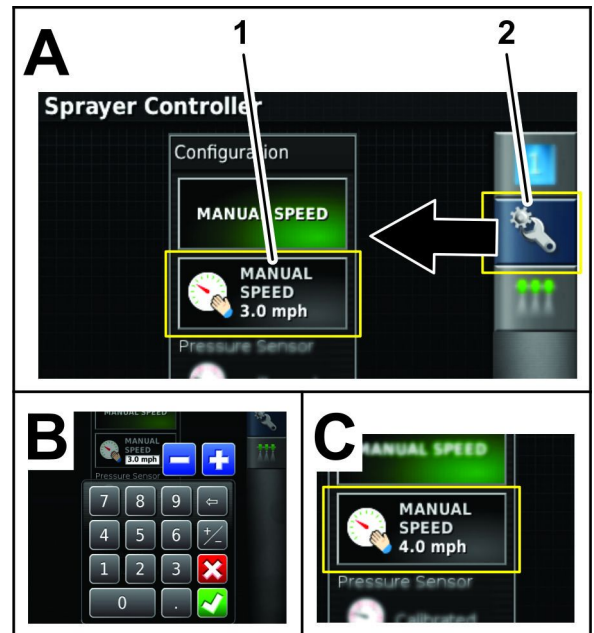 A
1
2
Sprayer Controller
Configuration
MANUAL SPEED
MANUAL
SPEED
3.0 mph
Pressure Sensor
B
MANUAL SPEED
MANUAL
SPEED
3.0 mph
Pressure Sensor
7 8 9 ⇦
4 5 6 +/−
1 2 3
0 .
C
MANUAL SPEED
MANUAL
SPEED
4.0 mph
Pressure Sensor
Calibrated